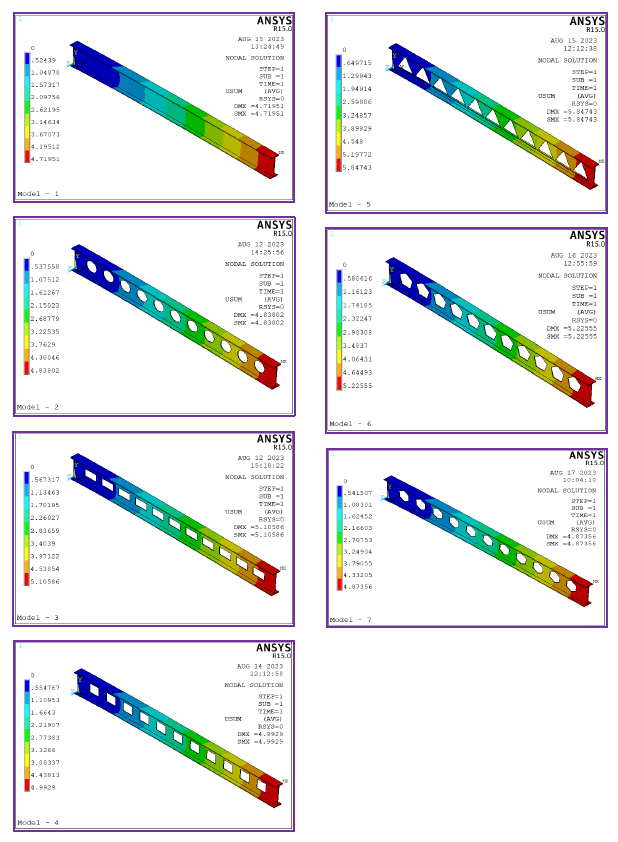 1
ANSYS
R15.0
AUG 15 2023
13:24:49
NODAL SOLUTION
STEP=1
SUB =1
TIME=1
USUM (AVG)
RSYS=0
DMX =4.71951
SMX =4.71951
0
.52439
1.04878
1.57317
2.09756
2.62195
3.14634
3.67073
4.19512
4.71951
Y
Z
MX
Model - 1
ANSYS
R15.0
AUG 12 2023
14:25:56
NODAL SOLUTION
STEP=1
SUB =1
TIME=1
USUM (AVG)
RSYS=0
DMX =4.83802
SMX =4.83802
0
.537558
1.07512
1.61267
2.15023
2.68779
3.22535
3.7629
4.30046
4.83802
Y
Z
MX
Model - 2
1
ANSYS
R15.0
AUG 12 2023
15:18:22
NODAL SOLUTION
STEP=1
SUB =1
TIME=1
USUM (AVG)
RSYS=0
DMX =5.10586
SMX =5.10586
0
.567317
1.13463
1.70195
2.26927
2.83659
3.4039
3.97122
4.53854
5.10586
Y
Z
MX
Model - 3
1
ANSYS
R15.0
AUG 14 2023
12:12:58
NODAL SOLUTION
STEP=1
SUB =1
TIME=1
USUM (AVG)
RSYS=0
DMX =4.9929
SMX =4.9929
0
.554767
1.10953
1.6643
2.21907
2.77383
3.3286
3.88337
4.43813
4.9929
Y
Z
MX
Model - 4
1
ANSYS
R15.0
AUG 15 2023
12:12:38
NODAL SOLUTION
STEP=1
SUB =1
TIME=1
USUM (AVG)
RSYS=0
DMX =5.84743
SMX =5.84743
0
.649715
1.29943
1.94914
2.59886
3.24857
3.89829
4.548
5.19772
5.84743
Y
Z
MX
Model - 5
1
ANSYS
R15.0
AUG 16 2023
12:55:59
NODAL SOLUTION
STEP=1
SUB =1
TIME=1
USUM (AVG)
RSYS=0
DMX =5.22555
SMX =5.22555
0
.580616
1.16123
1.74185
2.32247
2.90308
3.4837
4.06431
4.64493
5.22555
Y
Z
MX
Model - 6
1
ANSYS
R15.0
AUG 17 2023
10:04:10
NODAL SOLUTION
STEP=1
SUB =1
TIME=1
USUM (AVG)
RSYS=0
DMX =4.87356
SMX =4.87356
0
.541507
1.08301
1.62452
2.16603
2.70753
3.24904
3.79055
4.33205
4.87356
Y
Z
MX
Model - 7